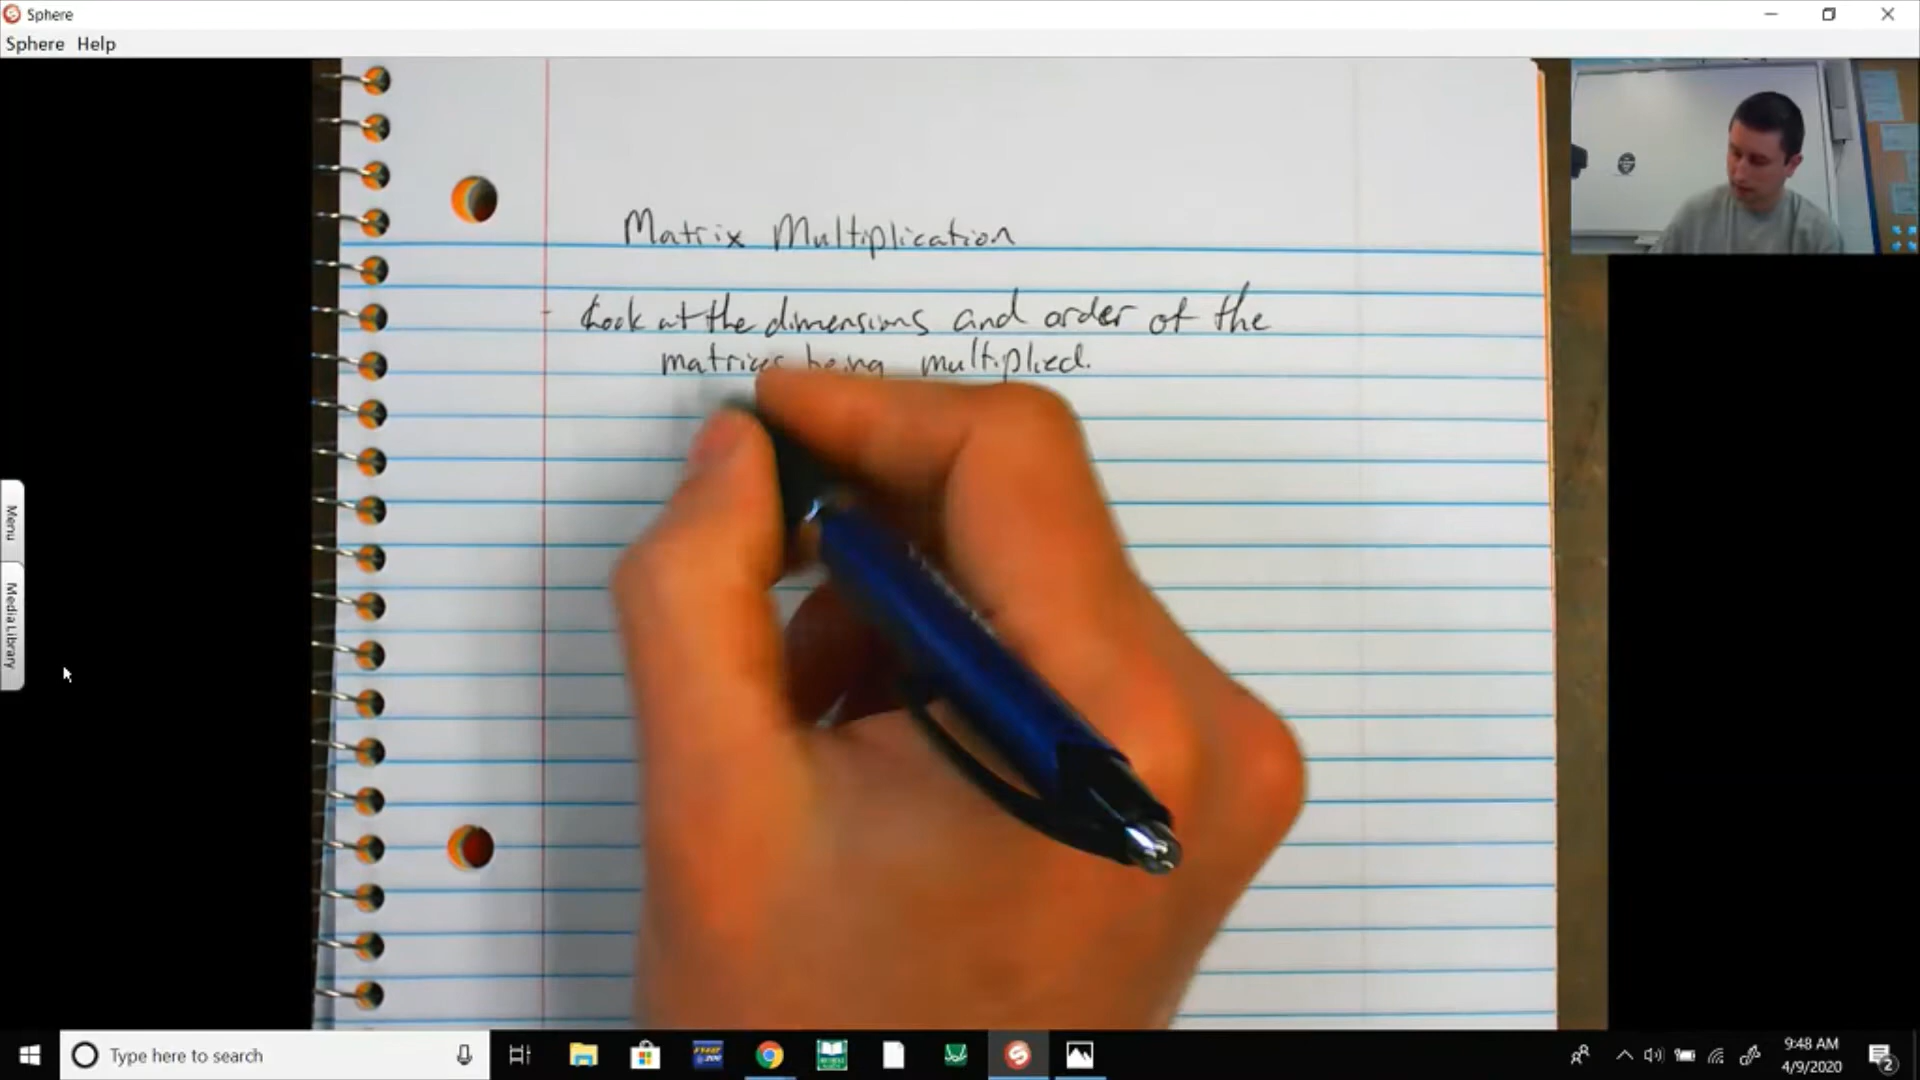 Sphere
Sphere Help
Matrix Multiplication
- Look at the dimensions and order of the
matrices being multiplied.
Menu
Media Library
Type here to search
9:48 AM
4/9/2020
2